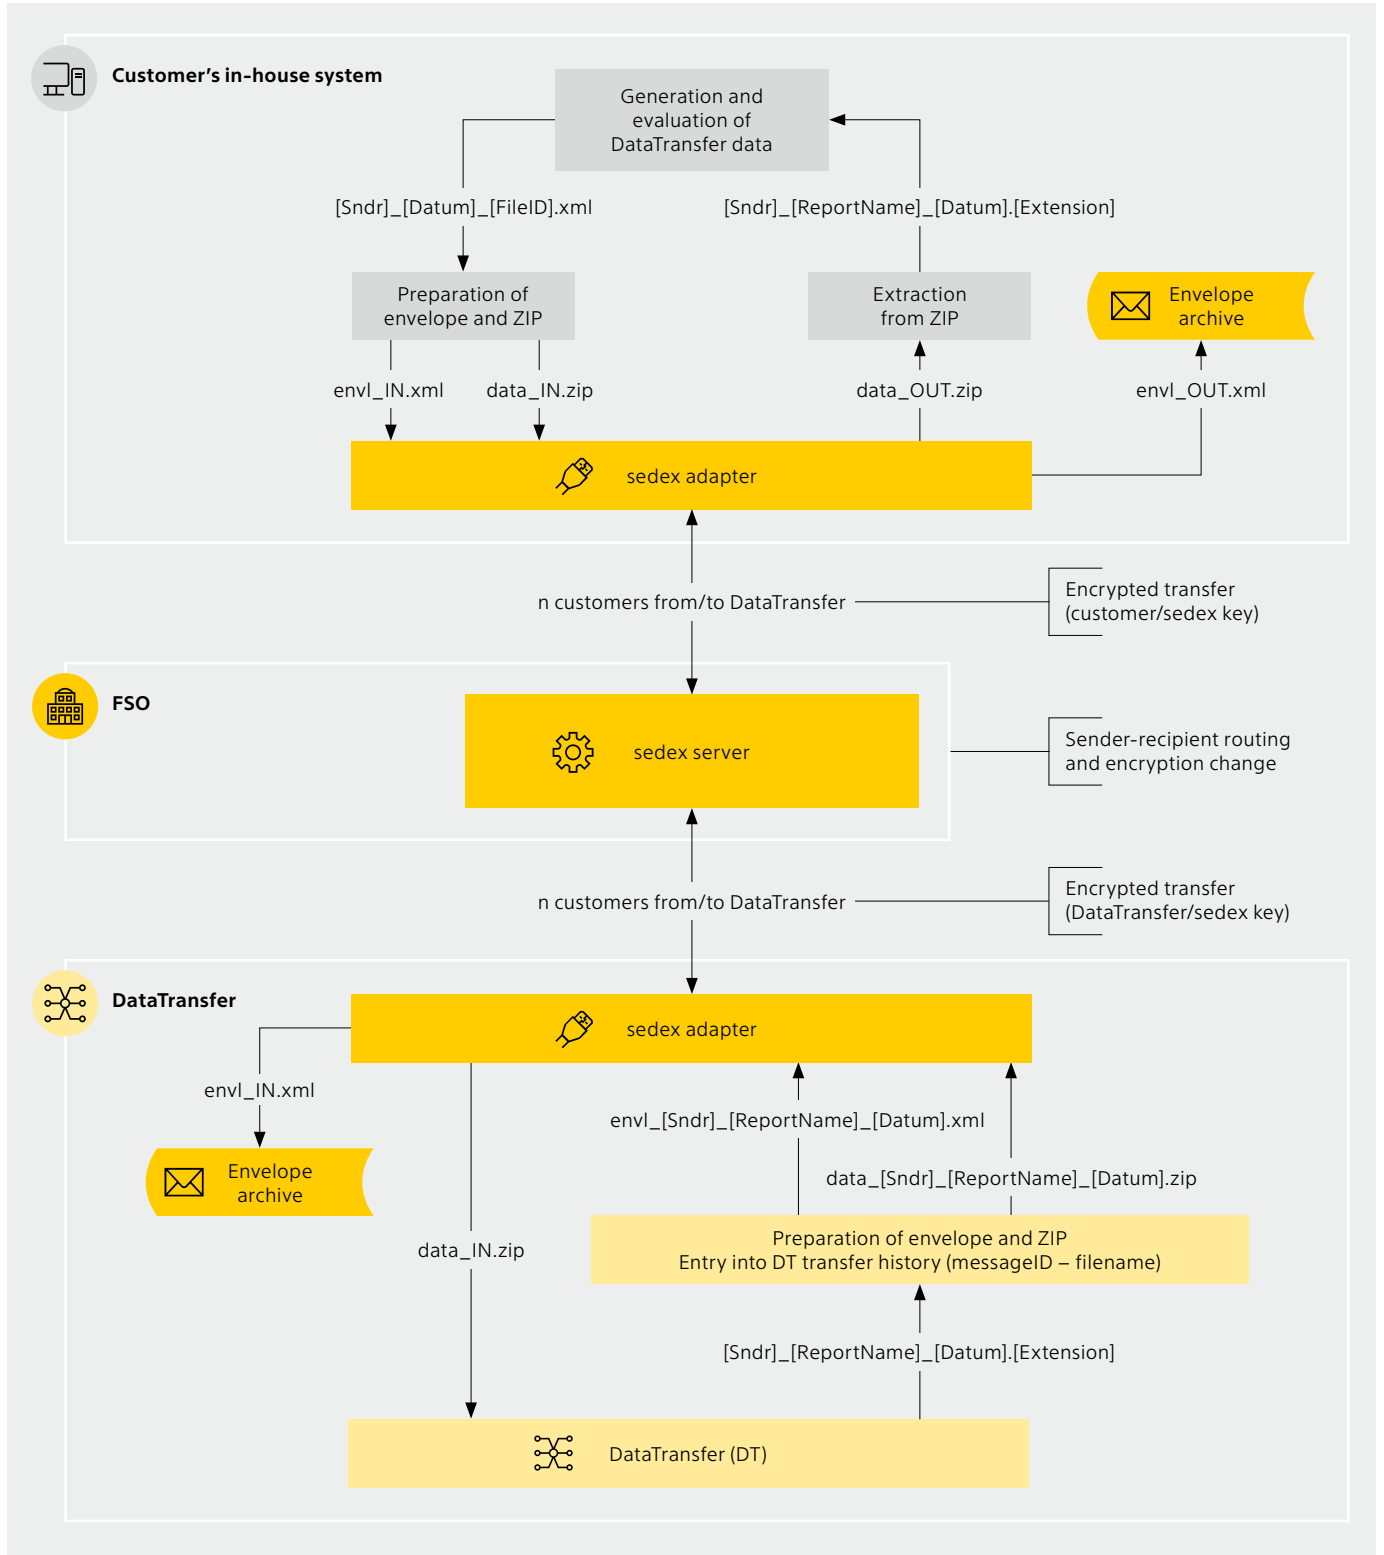 Customer's in-house system
Generation and
evaluation of
DataTransfer data
[Sndr]_[Datum]_[FileID].xml
[Sndr]_[ReportName]_[Datum].[Extension]
Preparation of
envelope and ZIP
Extraction
from ZIP
Envelope
archive
envl_IN.xml
data_IN.zip
data_OUT.zip
envl_OUT.xml
sedex adapter
n customers from/to DataTransfer
Encrypted transfer
(customer/sedex key)
FSO
sedex server
Sender-recipient routing
and encryption change
n customers from/to DataTransfer
Encrypted transfer
(DataTransfer/sedex key)
DataTransfer
sedex adapter
envl_IN.xml
envl_[Sndr]_[ReportName]_[Datum].xml
Envelope
archive
data_[Sndr]_[ReportName]_[Datum].zip
data_IN.zip
Preparation of envelope and ZIP
Entry into DT transfer history (messageID – filename)
[Sndr]_[ReportName]_[Datum].[Extension]
DataTransfer (DT)